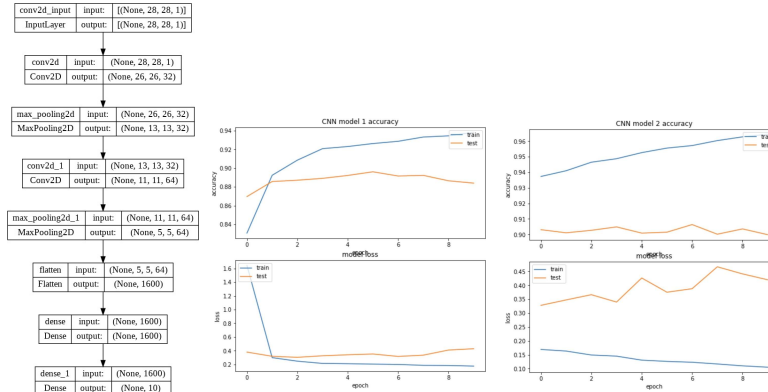 conv2d_input input: [(None, 28, 28, 1)]
InputLayer output: [(None, 28, 28, 1)]
conv2d input: (None, 28, 28, 1)
Conv2D output: (None, 26, 26, 32)
max_pooling2d input: (None, 26, 26, 32)
MaxPooling2D output: (None, 13, 13, 32)
conv2d_1 input: (None, 13, 13, 32)
Conv2D output: (None, 11, 11, 64)
max_pooling2d_1 input: (None, 11, 11, 64)
MaxPooling2D output: (None, 5, 5, 64)
flatten input: (None, 5, 5, 64)
Flatten output: (None, 1600)
dense input: (None, 1600)
Dense output: (None, 1600)
dense_1 input: (None, 1600)
Dense output: (None, 10)
CNN model 1 accuracy
train
test
accuracy
0.94
0.92
0.90
0.88
0.86
0.84
0 2 4 6 8
epoch
model loss
train
test
loss
1.6
1.4
1.2
1.0
0.8
0.6
0.4
0.2
0 2 4 6 8
epoch
CNN model 2 accuracy
trai
tes
accuracy
0.96
0.95
0.94
0.93
0.92
0.91
0.90
0 2 4 6 8
epoch
model loss
train
test
loss
0.45
0.40
0.35
0.30
0.25
0.20
0.15
0.10
0 2 4 6 8
epoch